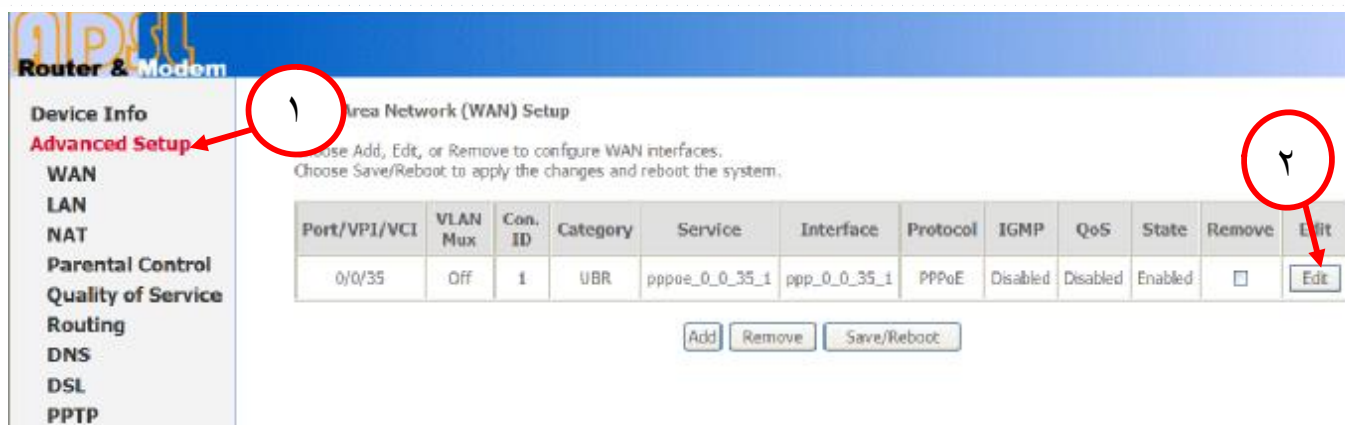 ADSL
Router & Modem
Device Info
Advanced Setup
WAN
LAN
NAT
Parental Control
Quality of Service
Routing
DNS
DSL
PPTP
١
Area Network (WAN) Setup
Add, Edit, or Remove to configure WAN interfaces.
Choose Save/Reboot to apply the changes and reboot the system.
٢
Port/VPI/VCI VLAN Mux Con. ID Category Service Interface Protocol IGMP QoS State Remove Edit
0/0/35 Off 1 UBR pppoe_0_0_35_1 ppp_0_0_35_1 PPPoE Disabled Disabled Enabled Edit
Add Remove Save/Reboot